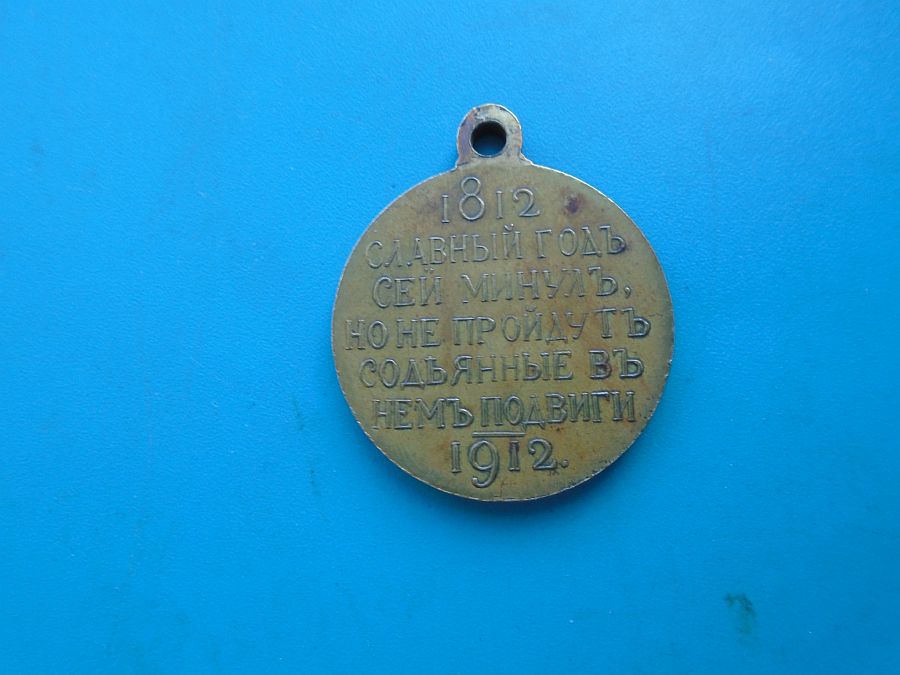 1812
СЛАВНЫЙ ГОДЪ
СЕЙ МИНУЛЪ,
НО НЕ ПРОЙДУТЪ
СОДѢЯННЫЕ ВЪ
НЕМЪ ПОДВИГИ
1912.